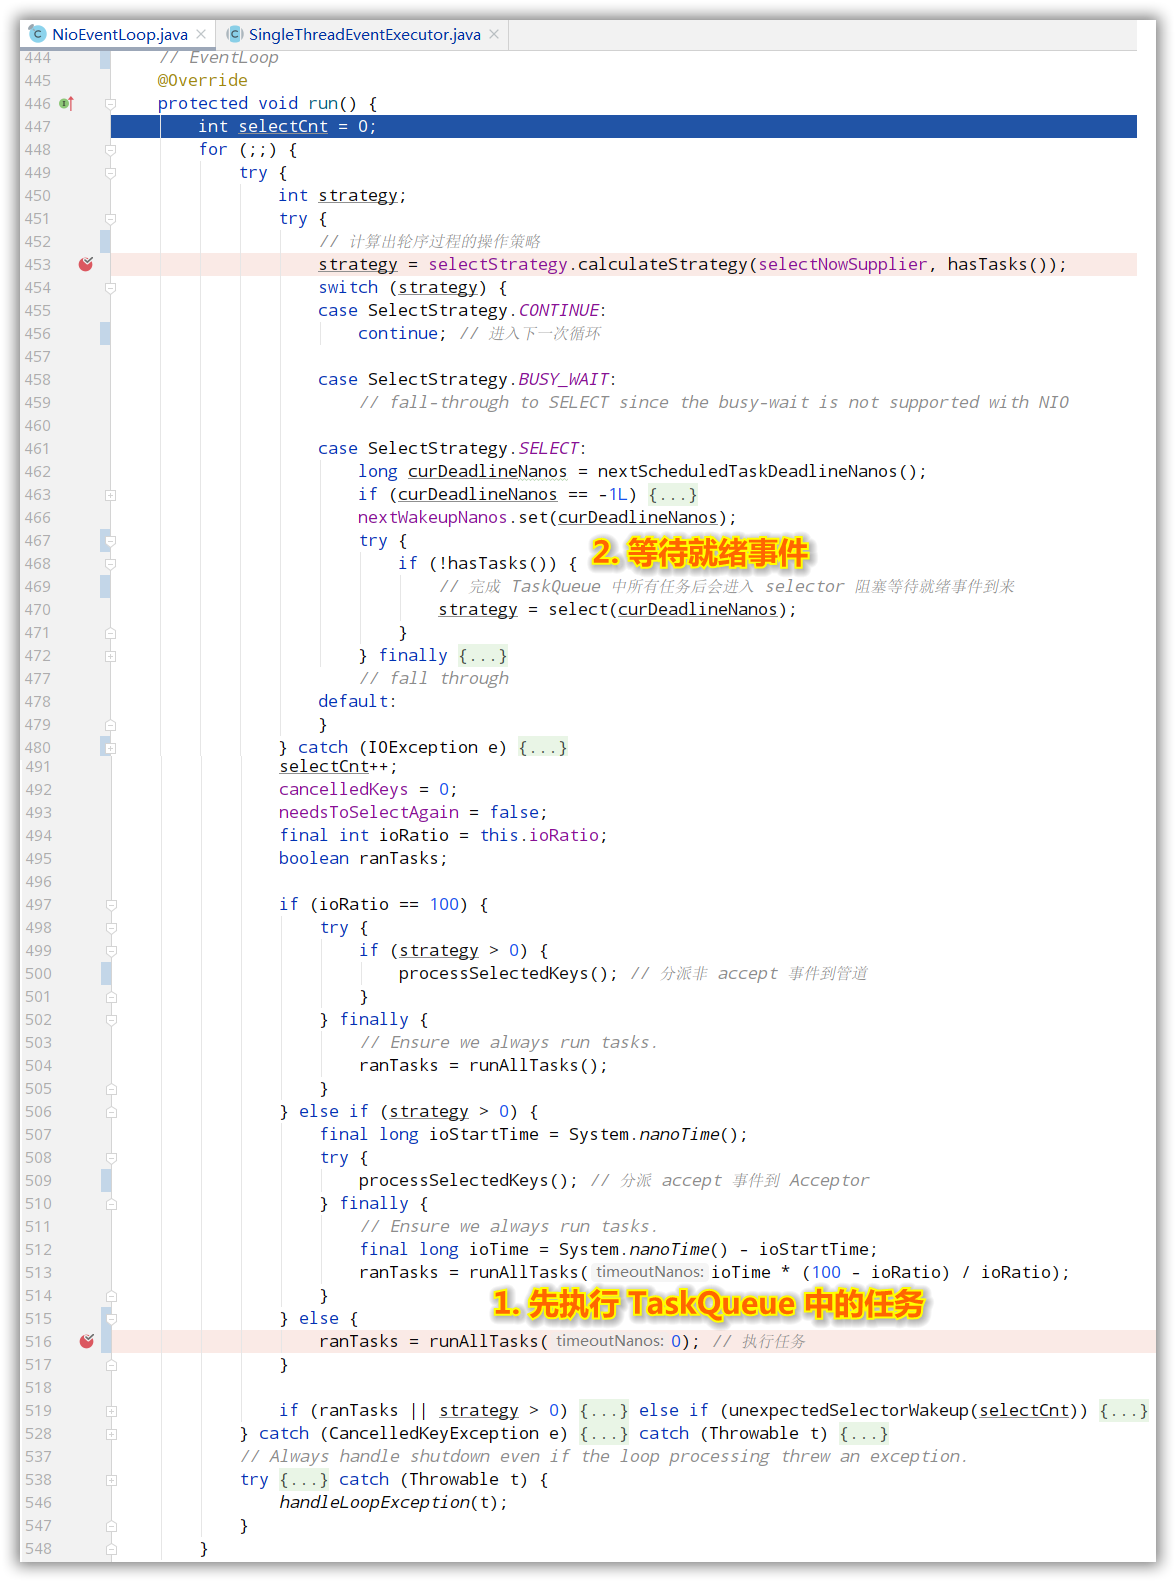 NioEventLoop.java SingleThreadEventExecutor.java
444 // EventLoop
445 @Override
446 protected void run() {
447 int selectCnt = 0;
448 for (;;) {
449 try {
450 int strategy;
451 try {
452 // 计算出轮序过程的操作策略
453 strategy = selectStrategy.calculateStrategy(selectNowSupplier, hasTasks());
454 switch (strategy) {
455 case SelectStrategy.CONTINUE:
456 continue; // 进入下一次循环
457
458 case SelectStrategy.BUSY_WAIT:
459 // fall-through to SELECT since the busy-wait is not supported with NIO
460
461 case SelectStrategy.SELECT:
462 long curDeadlineNanos = nextScheduledTaskDeadlineNanos();
463 if (curDeadlineNanos == -1L) {...}
466 nextWakeupNanos.set(curDeadlineNanos);
467 try {
2. 等待就绪事件
468 if (!hasTasks()) {
469 // 完成 TaskQueue 中所有任务后会进入 selector 阻塞等待就绪事件到来
470 strategy = select(curDeadlineNanos);
471 }
472 } finally {...}
477 // fall through
478 default:
479 }
480 } catch (IOException e) {...}
491 selectCnt++;
492 cancelledKeys = 0;
493 needsToSelectAgain = false;
494 final int ioRatio = this.ioRatio;
495 boolean ranTasks;
496
497 if (ioRatio == 100) {
498 try {
499 if (strategy > 0) {
500 processSelectedKeys(); // 分派非 accept 事件到管道
501 }
502 } finally {
503 // Ensure we always run tasks.
504 ranTasks = runAllTasks();
505 }
506 } else if (strategy > 0) {
507 final long ioStartTime = System.nanoTime();
508 try {
509 processSelectedKeys(); // 分派 accept 事件到 Acceptor
510 } finally {
511 // Ensure we always run tasks.
512 final long ioTime = System.nanoTime() - ioStartTime;
513 ranTasks = runAllTasks( timeoutNanos: ioTime * (100 - ioRatio) / ioRatio);
514 }
1. 先执行 TaskQueue 中的任务
515 } else {
516 ranTasks = runAllTasks( timeoutNanos: 0); // 执行任务
517 }
518
519 if (ranTasks || strategy > 0) {...} else if (unexpectedSelectorWakeup(selectCnt)) {...}
528 } catch (CancelledKeyException e) {...} catch (Throwable t) {...}
537 // Always handle shutdown even if the loop processing threw an exception.
538 try {...} catch (Throwable t) {
546 handleLoopException(t);
547 }
548 }